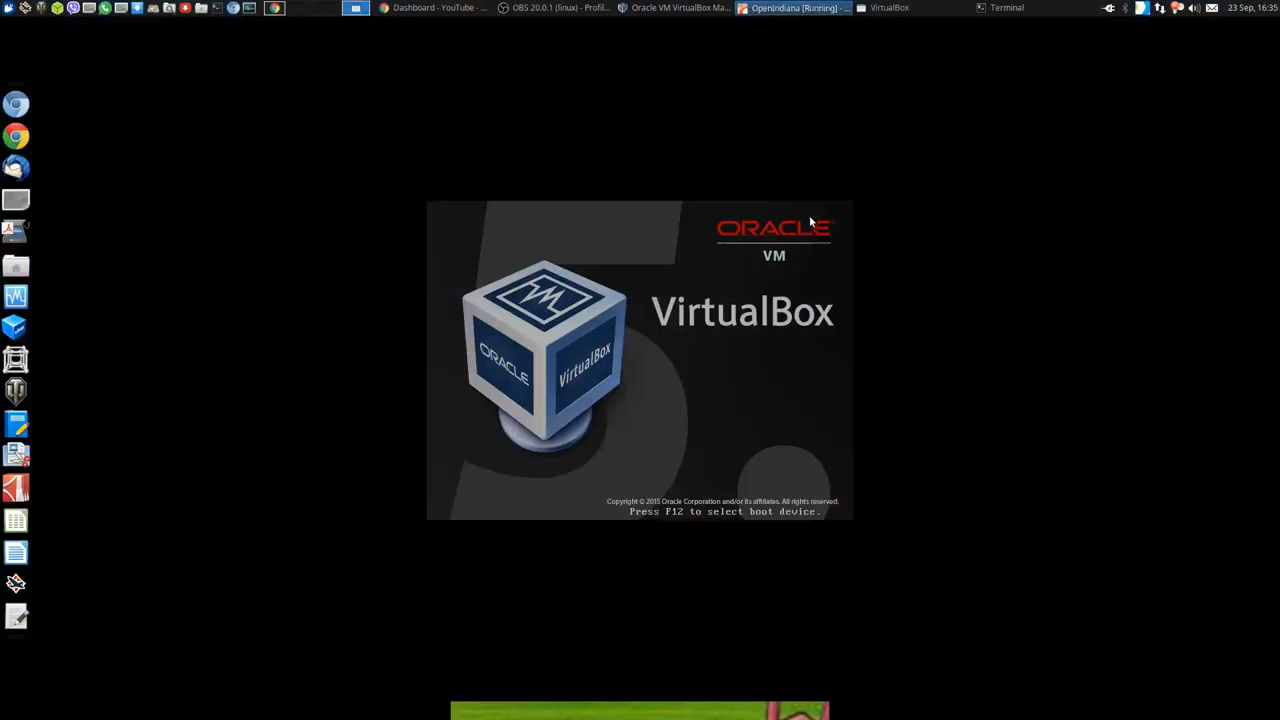 Dashboard - YouTube - ...
OBS 20.0.1 (linux) - Profil...
Oracle VM VirtualBox Ma...
OpenIndiana [Running] - ...
VirtualBox
Terminal
23 Sep, 16:35
ORACLE
VM
VirtualBox
ORACLE
VirtualBox
Copyright © 2015 Oracle Corporation and/or its affiliates. All rights reserved.
Press F12 to select boot device.